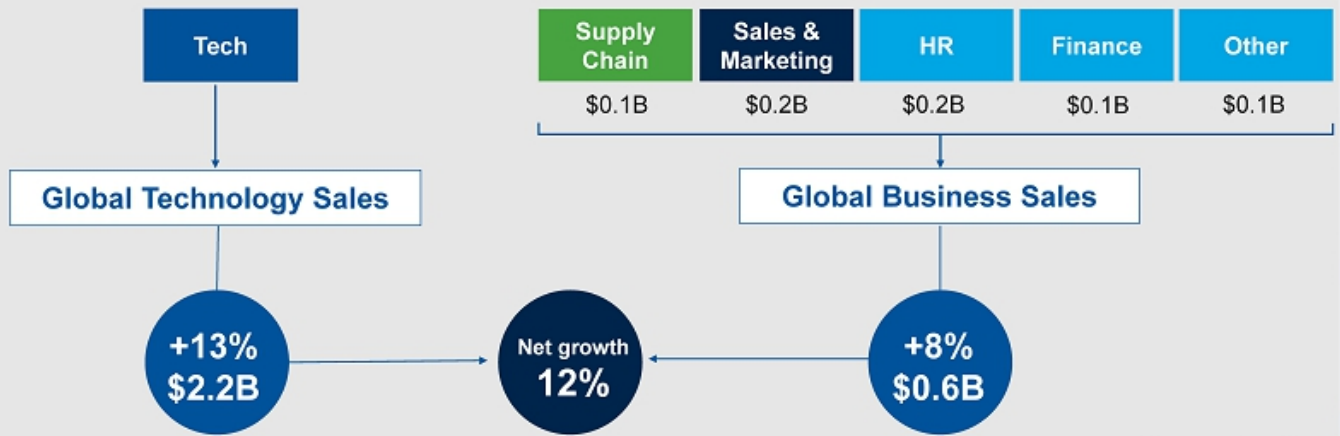 Tech
Supply
Chain
Sales &
Marketing
HR
Finance
Other
$0.1B
$0.2B
$0.2B
$0.1B
$0.1B
Global Technology Sales
Global Business Sales
+13%
$2.2B
Net growth
12%
+8%
$0.6B